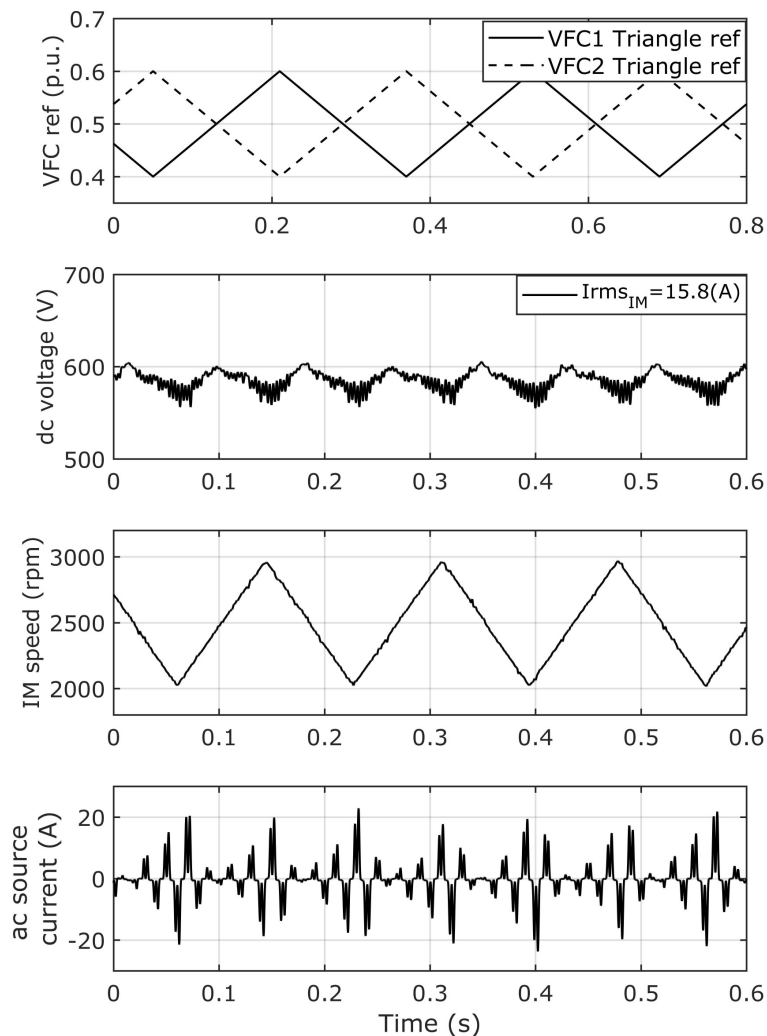 VFC ref (p.u.)
0.7
0.6
0.5
0.4
VFC1 Triangle ref
VFC2 Triangle ref
0 0.2 0.4 0.6 0.8
dc voltage (V)
700
600
500
Irms_IM=15.8(A)
0 0.1 0.2 0.3 0.4 0.5 0.6
IM speed (rpm)
3000
2500
2000
0 0.1 0.2 0.3 0.4 0.5 0.6
ac source
current (A)
20
0
-20
0 0.1 0.2 0.3 0.4 0.5 0.6
Time (s)